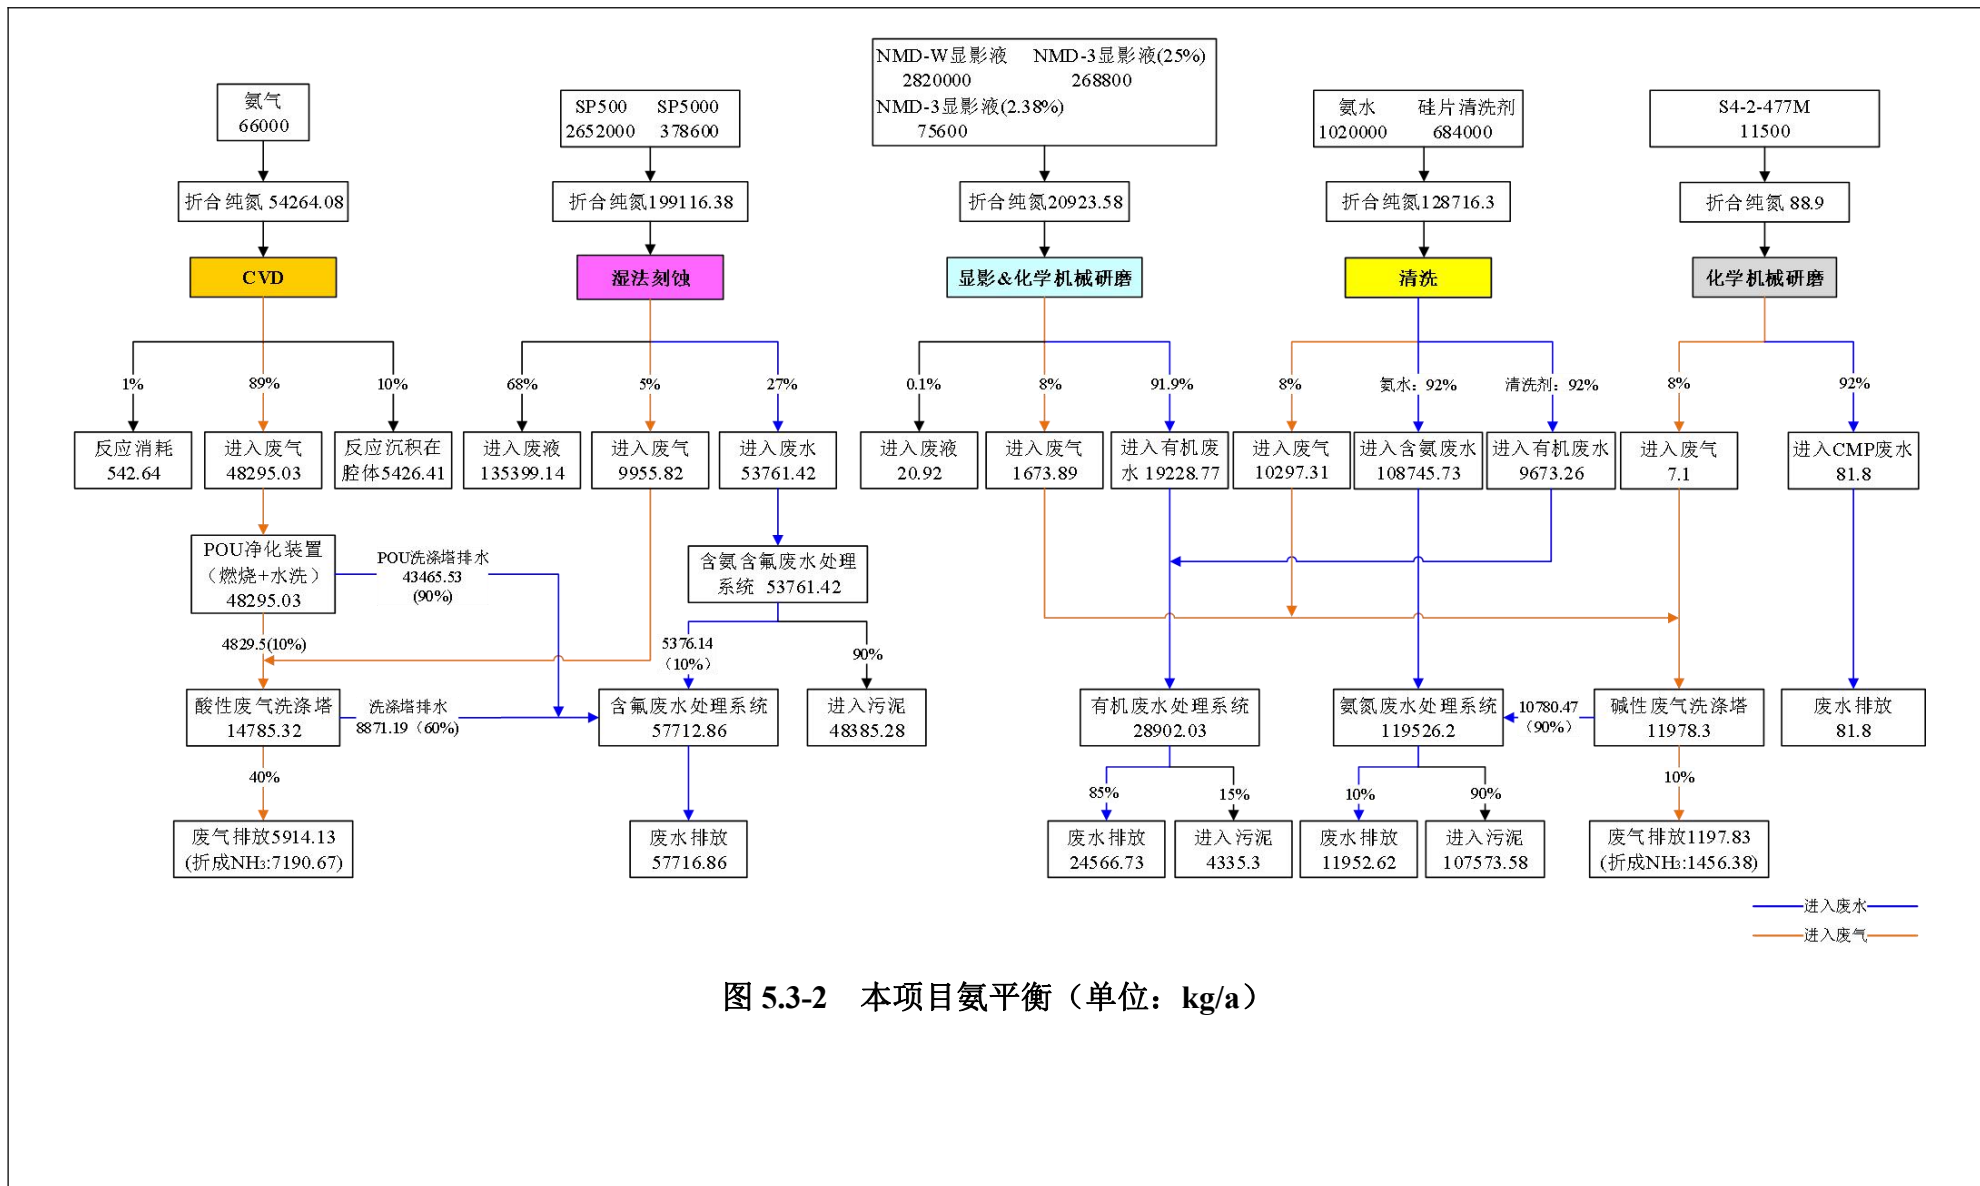 氨气
66000
SP500 SP5000
2652000 378600
NMD-W显影液 NMD-3显影液(25%)
2820000 268800
NMD-3显影液(2.38%)
75600
氨水 硅片清洗剂
1020000 684000
S4-2-477M
11500
折合纯氮 54264.08
折合纯氮199116.38
折合纯氮20923.58
折合纯氮128716.3
折合纯氮 88.9
CVD
湿法刻蚀
显影&化学机械研磨
清洗
化学机械研磨
1%
89%
10%
68%
5%
27%
0.1%
8%
91.9%
8%
氨水：92%
清洗剂：92%
8%
92%
反应消耗
542.64
进入废气
48295.03
反应沉积在
腔体5426.41
进入废液
135399.14
进入废气
9955.82
进入废水
53761.42
进入废液
20.92
进入废气
1673.89
进入有机废
水 19228.77
进入废气
10297.31
进入含氨废水
108745.73
进入有机废水
9673.26
进入废气
7.1
进入CMP废水
81.8
POU净化装置
（燃烧+水洗）
48295.03
POU洗涤塔排水
43465.53
(90%)
含氨含氟废水处理
系统 53761.42
4829.5(10%)
5376.14
（10%）
90%
酸性废气洗涤塔
14785.32
洗涤塔排水
8871.19（60%）
含氟废水处理系统
57712.86
进入污泥
48385.28
有机废水处理系统
28902.03
氨氮废水处理系统
119526.2
10780.47
（90%）
碱性废气洗涤塔
11978.3
废水排放
81.8
40%
85%
15%
10%
90%
10%
废气排放5914.13
(折成NH₃:7190.67)
废水排放
57716.86
废水排放
24566.73
进入污泥
4335.3
废水排放
11952.62
进入污泥
107573.58
废气排放1197.83
(折成NH₃:1456.38)
进入废水
进入废气
图 5.3-2 本项目氨平衡（单位：kg/a）